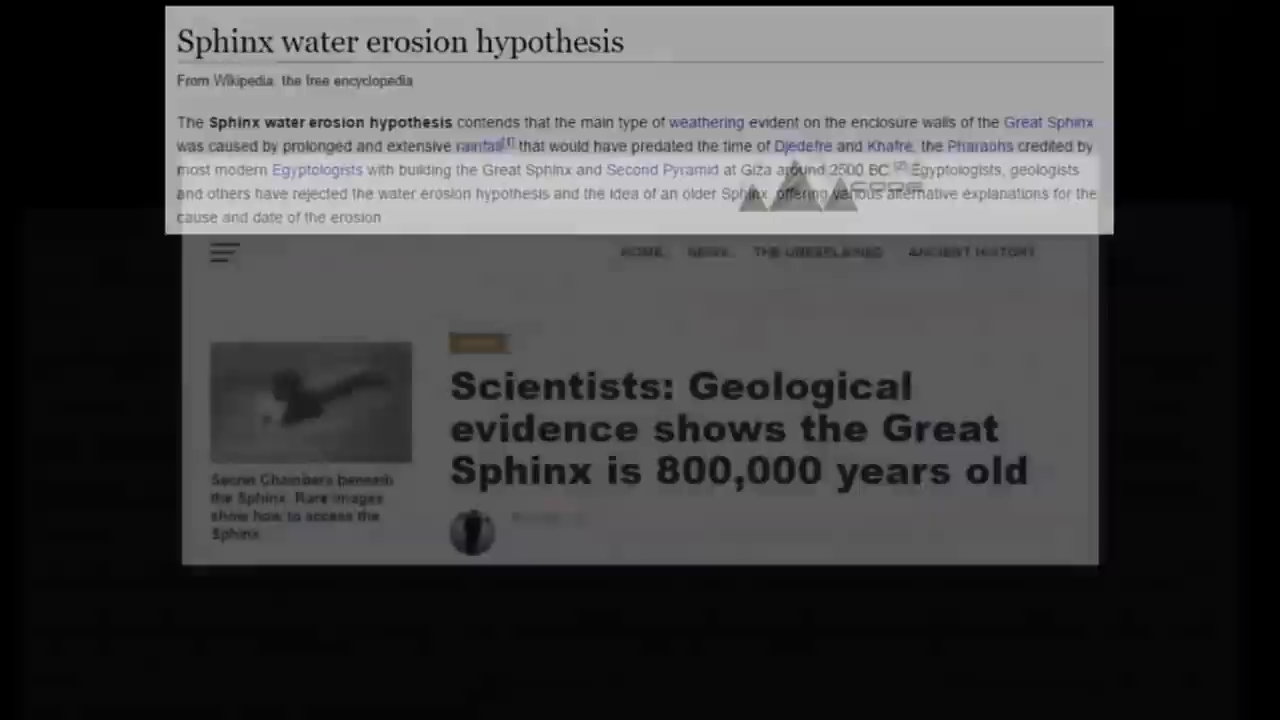 Sphinx water erosion hypothesis
From Wikipedia, the free encyclopedia
The Sphinx water erosion hypothesis contends that the main type of weathering evident on the enclosure walls of the Great Sphinx
was caused by prolonged and extensive rainfall[1] that would have predated the time of Djedefre and Khafre, the Pharaohs credited by
most modern Egyptologists with building the Great Sphinx and Second Pyramid at Giza around 2500 BC.[2] Egyptologists, geologists
and others have rejected the water erosion hypothesis and the idea of an older Sphinx, offering various alternative explanations for the
cause and date of the erosion
CODE
HOME NEWS THE UNEXPLAINED ANCIENT HISTORY
Scientists: Geological
evidence shows the Great
Sphinx is 800,000 years old
Secret Chambers beneath
the Sphinx. Rare images
show how to access the
Sphinx